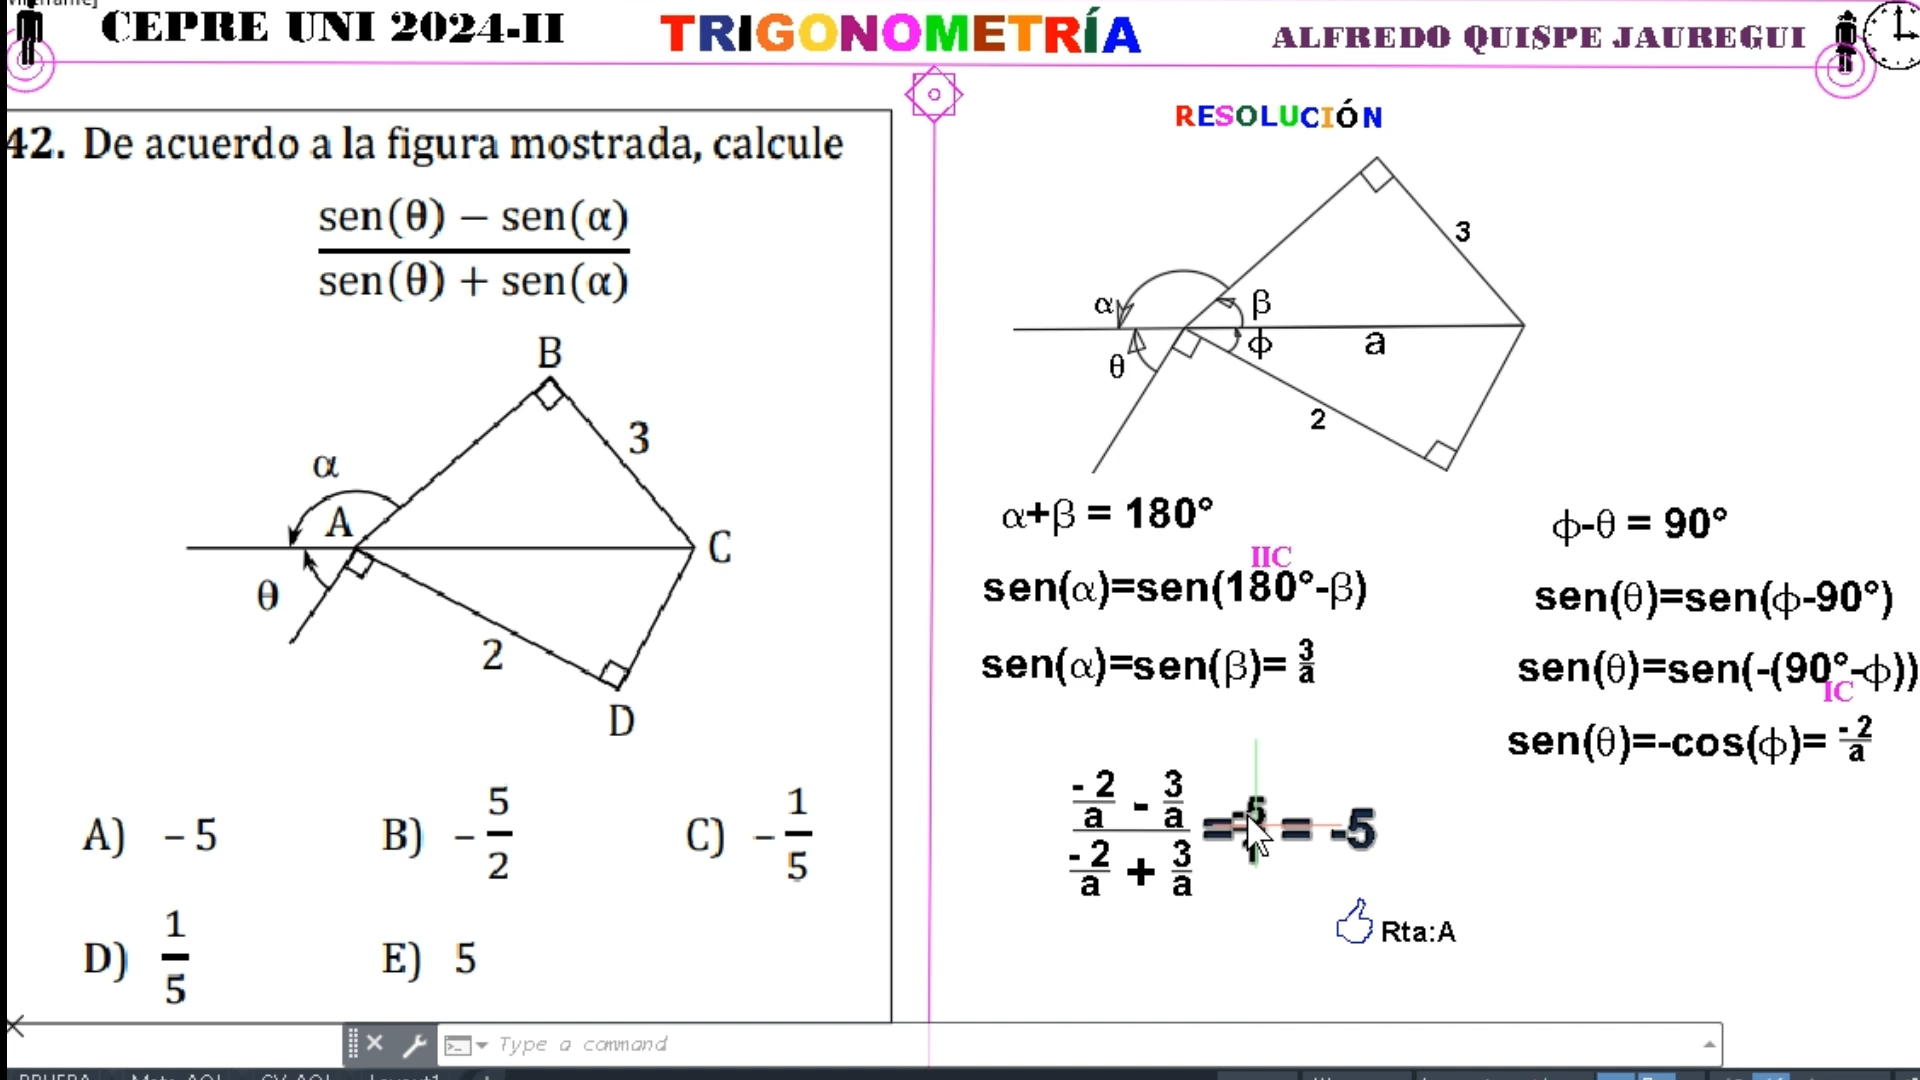 CEPRE UNI 2024-II
TRIGONOMETRÍA
ALFREDO QUISPE JAUREGUI
42. De acuerdo a la figura mostrada, calcule
sen(θ) − sen(α)
sen(θ) + sen(α)
B
3
α
A
C
θ
2
D
A) − 5
B) − 5/2
C) − 1/5
D) 1/5
E) 5
RESOLUCIÓN
3
α
β
ϕ
a
θ
2
α+β = 180°
IIC
sen(α)=sen(180°-β)
sen(α)=sen(β)= 3/a
ϕ-θ = 90°
sen(θ)=sen(ϕ-90°)
sen(θ)=sen(-(90°-ϕ))
IC
sen(θ)=-cos(ϕ)= -2/a
-2/a - 3/a
-2/a + 3/a
= -5/1 = -5
Rta:A
Type a command